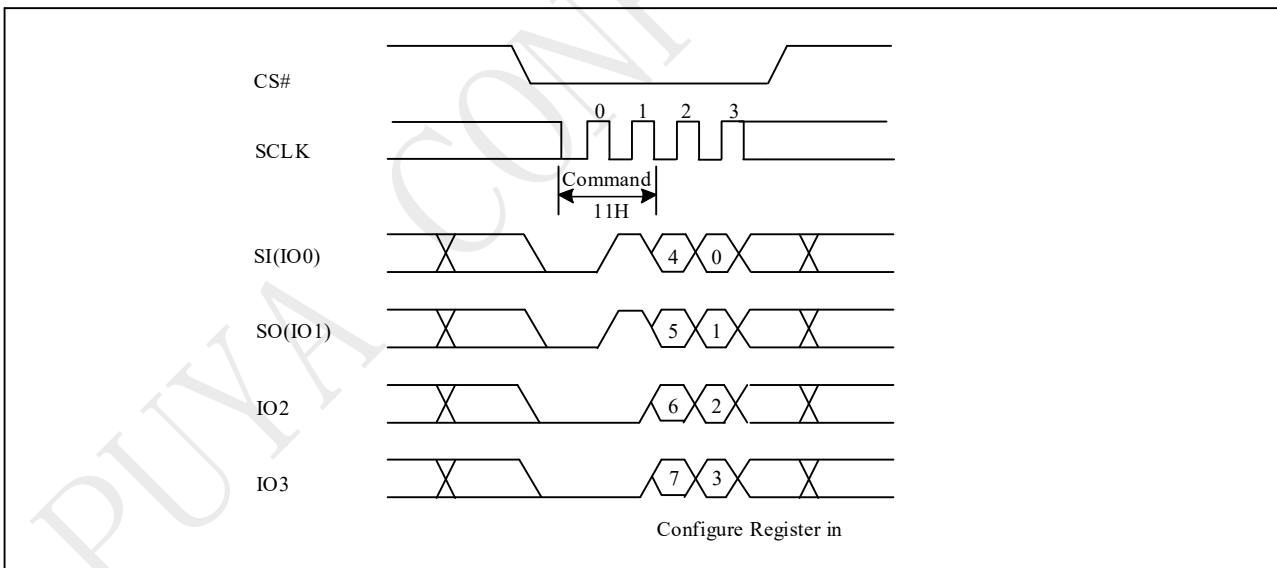 PUYA CONF
CS#
0 1 2 3
SCLK
Command
11H
SI(IO0)
4 0
SO(IO1)
5 1
IO2
6 2
IO3
7 3
Configure Register in